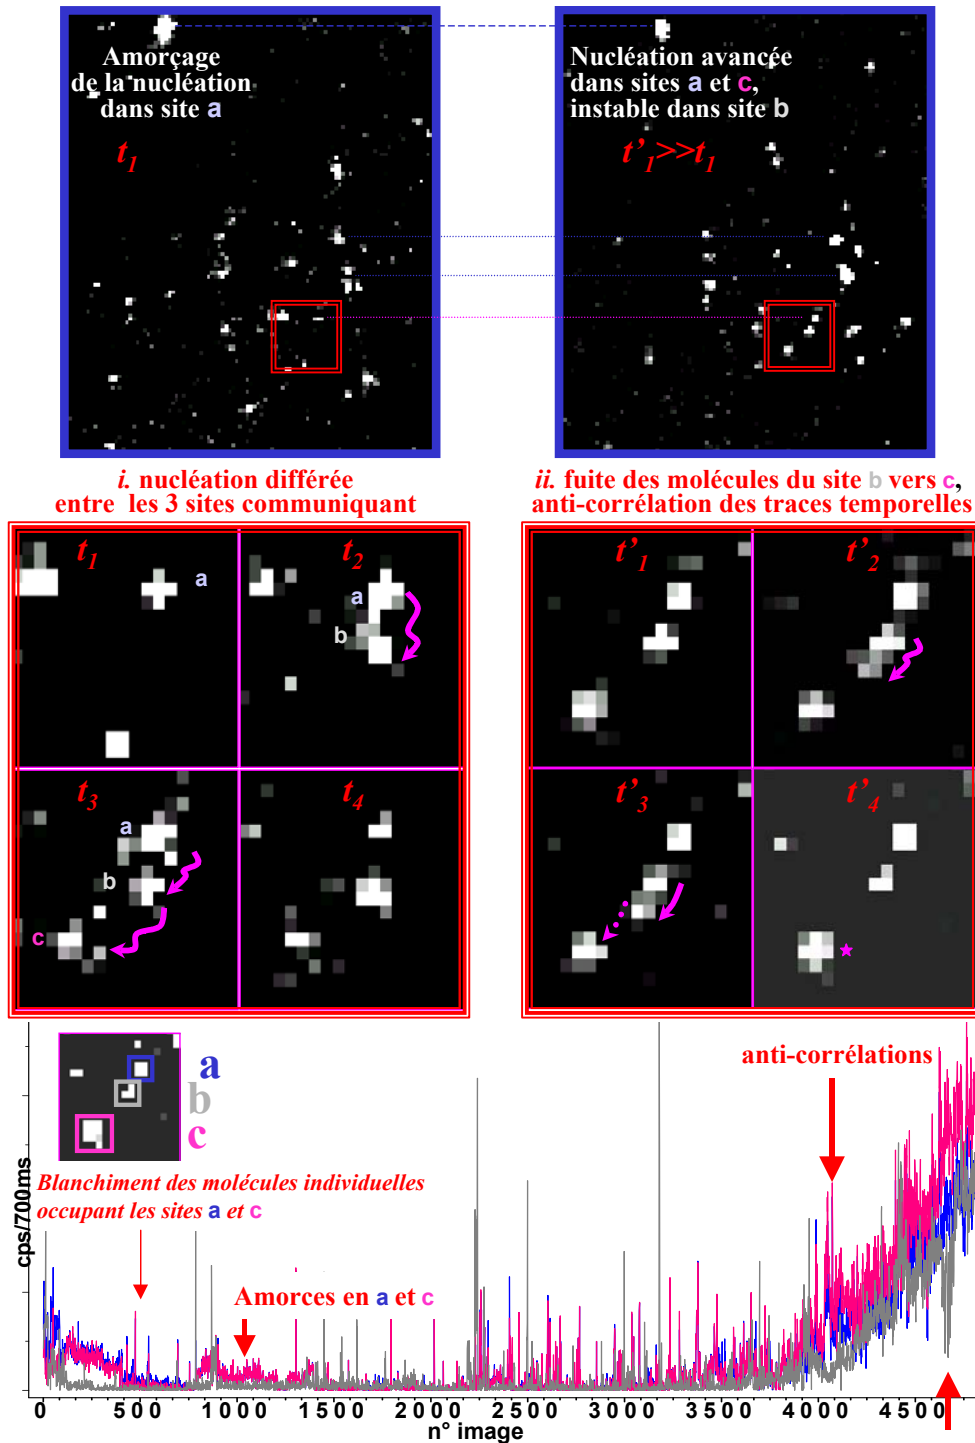 Amorçage
de la nucléation
dans site a
t1
Nucléation avancée
dans sites a et c,
instable dans site b
t'1>>t1
i. nucléation différée
entre les 3 sites communiquant
ii. fuite des molécules du site b vers c,
anti-corrélation des traces temporelles
t1
a
t2
a
b
t3
a
b
c
t4
t'1
t'2
t'3
t'4
a
b
c
anti-corrélations
Blanchiment des molécules individuelles
occupant les sites a et c
Amorces en a et c
cps/700ms
0 500 1000 1500 2000 2500 3000 3500 4000 4500
n° image